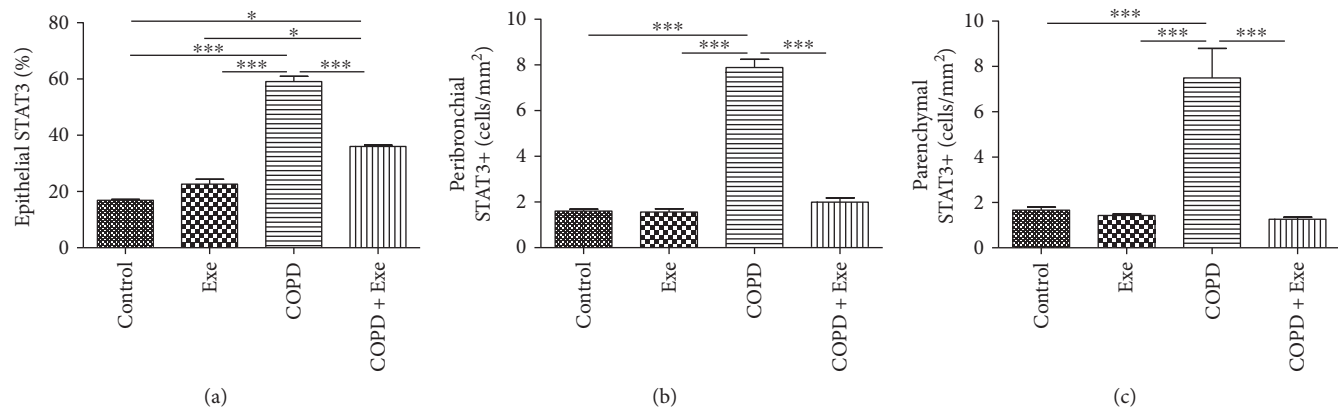 *
*
***
***
***
Epithelial STAT3 (%)
80
60
40
20
0
Control
Exe
COPD
COPD + Exe
(a)
***
***
***
Peribronchial
STAT3+ (cells/mm²)
10
8
6
4
2
0
Control
Exe
COPD
COPD + Exe
(b)
***
***
***
Parenchymal
STAT3+ (cells/mm²)
10
8
6
4
2
0
Control
Exe
COPD
COPD + Exe
(c)